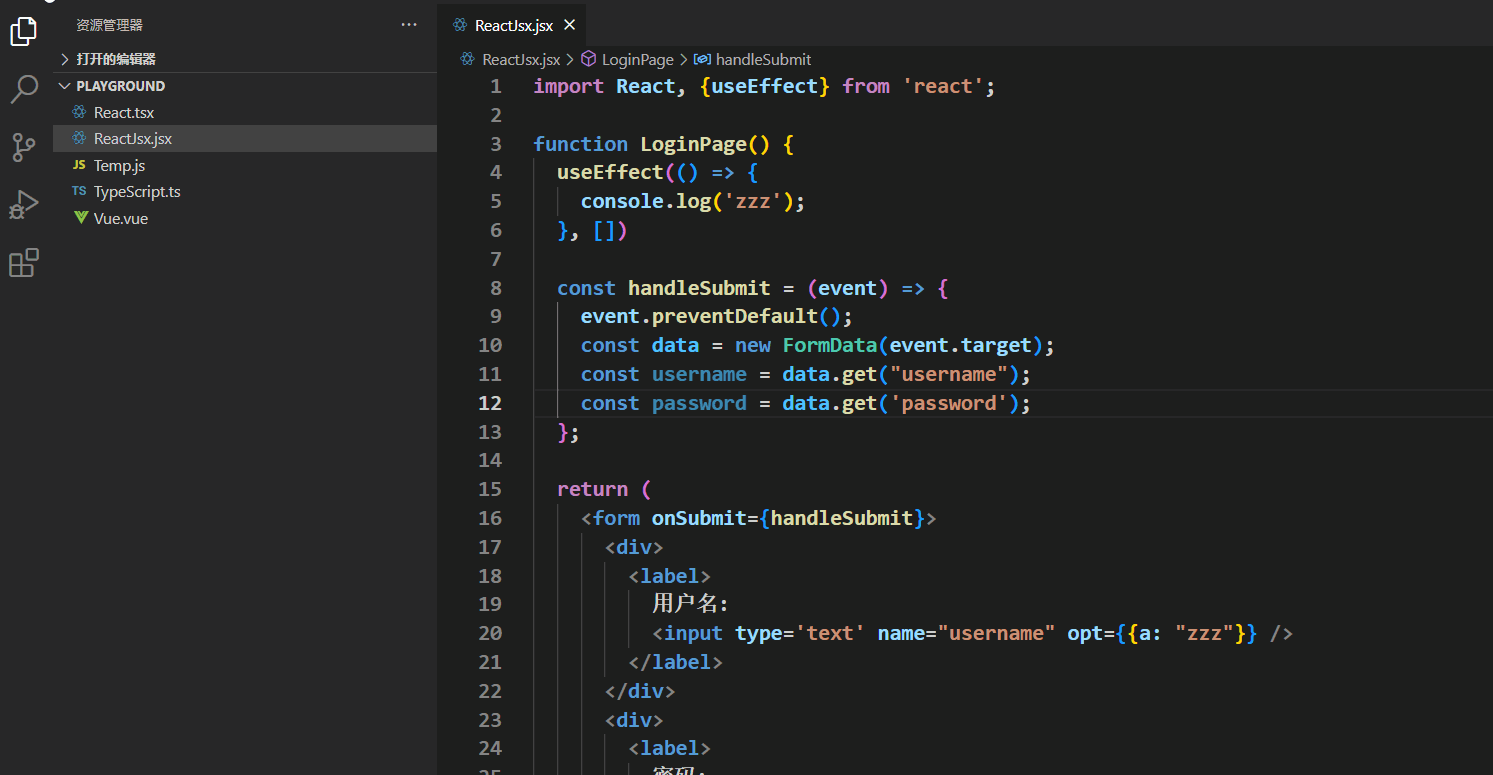 资源管理器
打开的编辑器
PLAYGROUND
React.tsx
ReactJsx.jsx
JS Temp.js
TS TypeScript.ts
Vue.vue
ReactJsx.jsx
ReactJsx.jsx > LoginPage > handleSubmit
1 import React, {useEffect} from 'react';
2
3 function LoginPage() {
4 useEffect(() => {
5 console.log('zzz');
6 }, [])
7
8 const handleSubmit = (event) => {
9 event.preventDefault();
10 const data = new FormData(event.target);
11 const username = data.get("username");
12 const password = data.get('password');
13 };
14
15 return (
16 <form onSubmit={handleSubmit}>
17 <div>
18 <label>
19 用户名:
20 <input type='text' name="username" opt={{a: "zzz"}} />
21 </label>
22 </div>
23 <div>
24 <label>
25 密码: